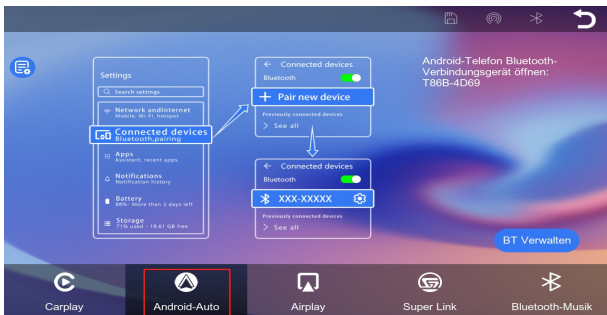 Settings
Search settings
Network andInternet
Mobile, Wi-Fi, hotspot
Connected devices
Bluetooth,pairing
Apps
Assistant, recent apps,
Notifications
Notification history
Battery
88%- More than 2 days left
Storage
71% used - 18.61 GB free
Connected devices
Bluetooth
Pair new device
Previously connected devices
See all
Connected devices
Bluetooth
XXX-XXXXX
Previously connected devices
See all
Android-Telefon Bluetooth-
Verbindungsgerät öffnen:
T86B-4D69
BT Verwalten
Carplay
Android-Auto
Airplay
Super Link
Bluetooth-Musik